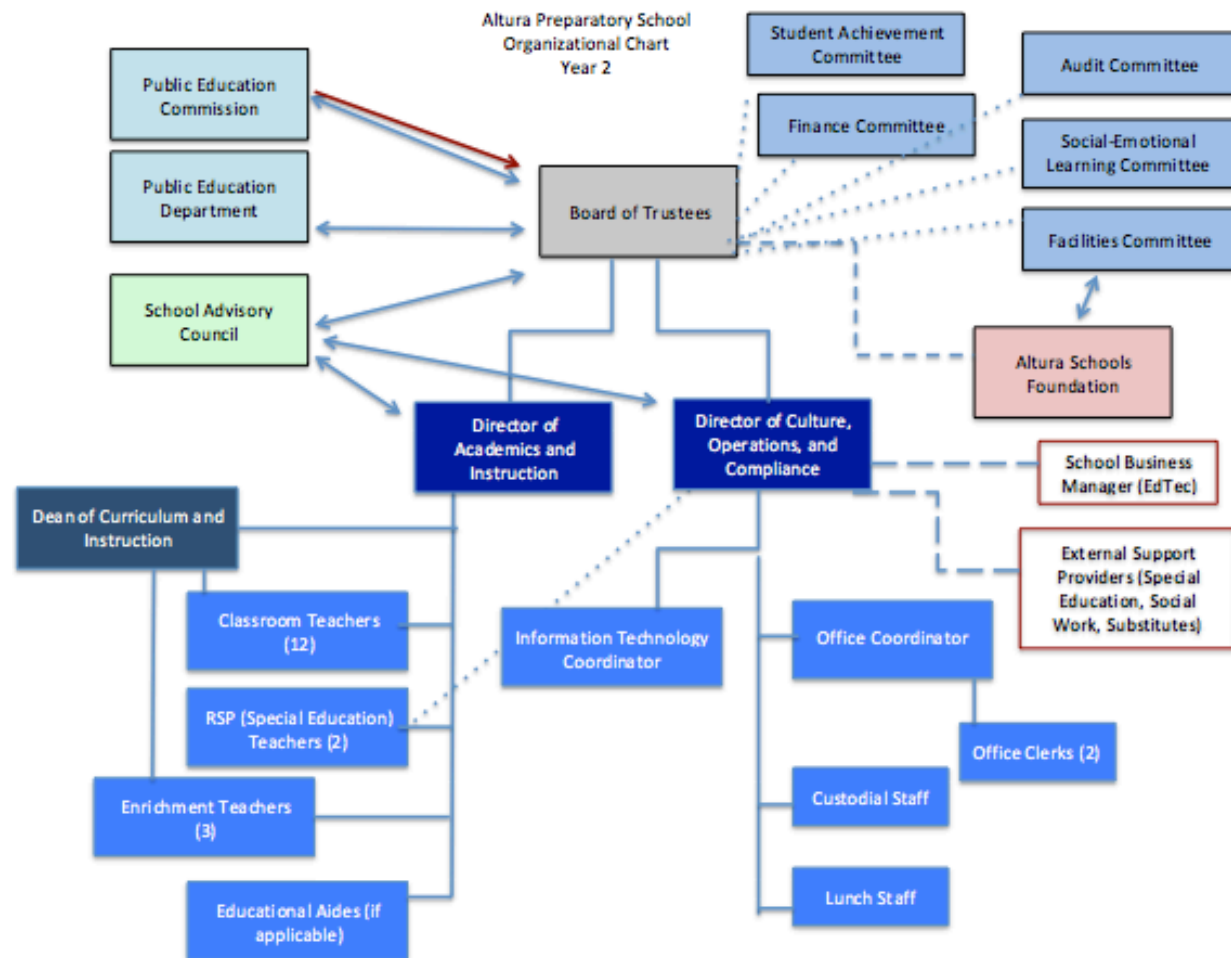 Altura Preparatory School
Organizational Chart
Year 2
Student Achievement
Committee
Audit Committee
Public Education
Commission
Finance Committee
Social-Emotional
Learning Committee
Public Education
Department
Board of Trustees
Facilities Committee
School Advisory
Council
Altura Schools
Foundation
Director of
Academics and
Instruction
Director of Culture,
Operations, and
Compliance
School Business
Manager (EdTec)
Dean of Curriculum and
Instruction
External Support
Providers (Special
Education, Social
Work, Substitutes)
Classroom Teachers
(12)
Information Technology
Coordinator
Office Coordinator
RSP (Special Education)
Teachers (2)
Office Clerks (2)
Enrichment Teachers
(3)
Custodial Staff
Educational Aides (if
applicable)
Lunch Staff